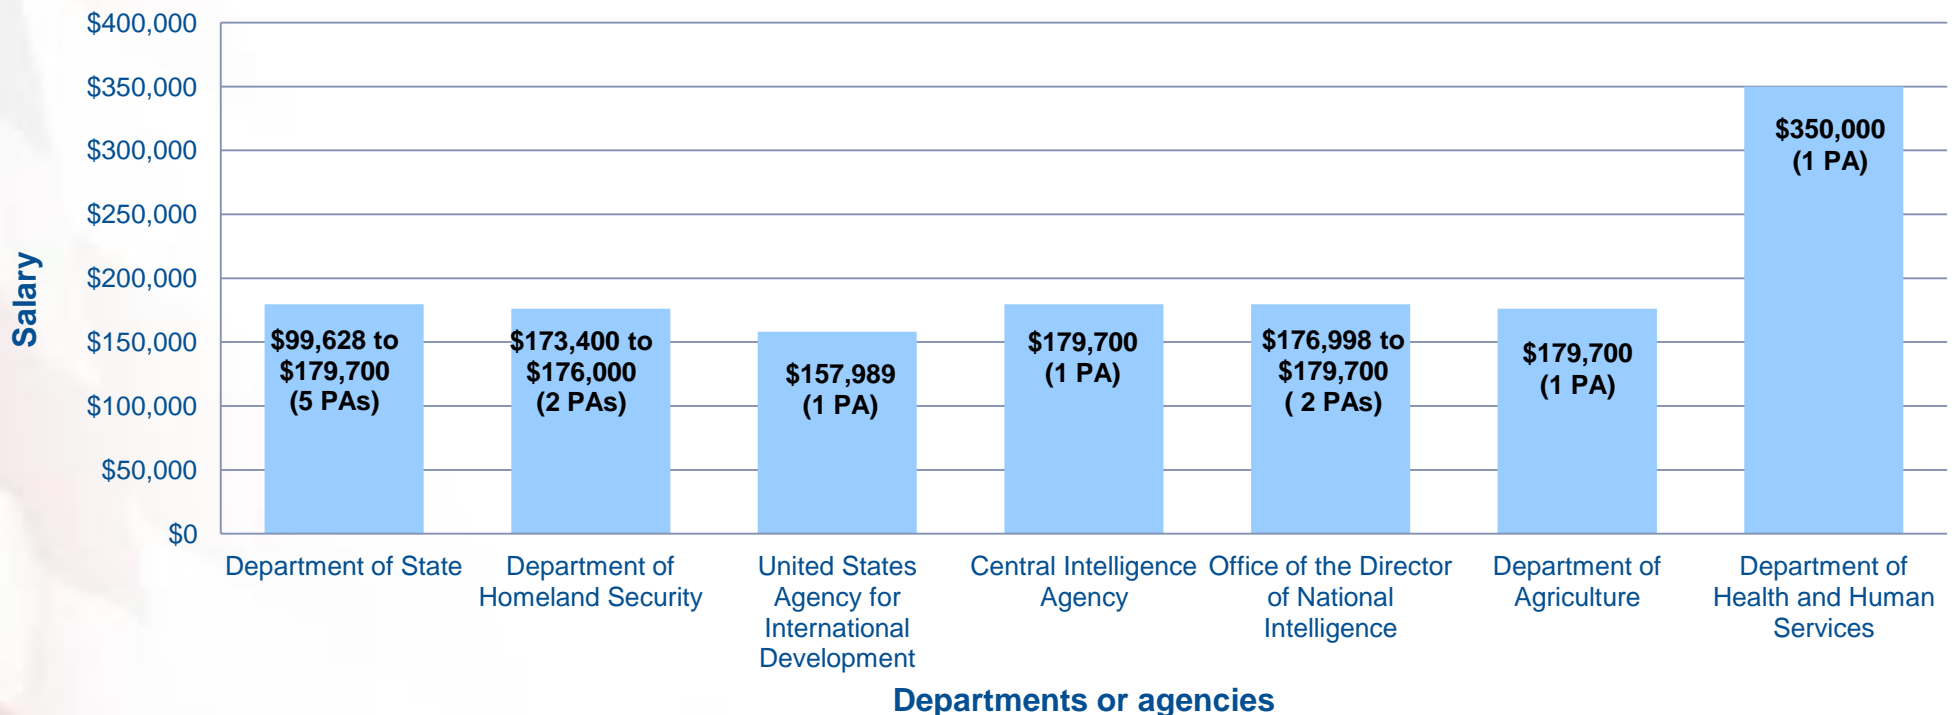 $400,000
$350,000
$300,000
$250,000
$200,000
$150,000
$100,000
$50,000
$0
Salary
$99,628 to
$179,700
(5 PAs)
$173,400 to
$176,000
(2 PAs)
$157,989
(1 PA)
$179,700
(1 PA)
$176,998 to
$179,700
( 2 PAs)
$179,700
(1 PA)
$350,000
(1 PA)
Department of State
Department of
Homeland Security
United States
Agency for
International
Development
Central Intelligence
Agency
Office of the Director
of National
Intelligence
Department of
Agriculture
Department of
Health and Human
Services
Departments or agencies